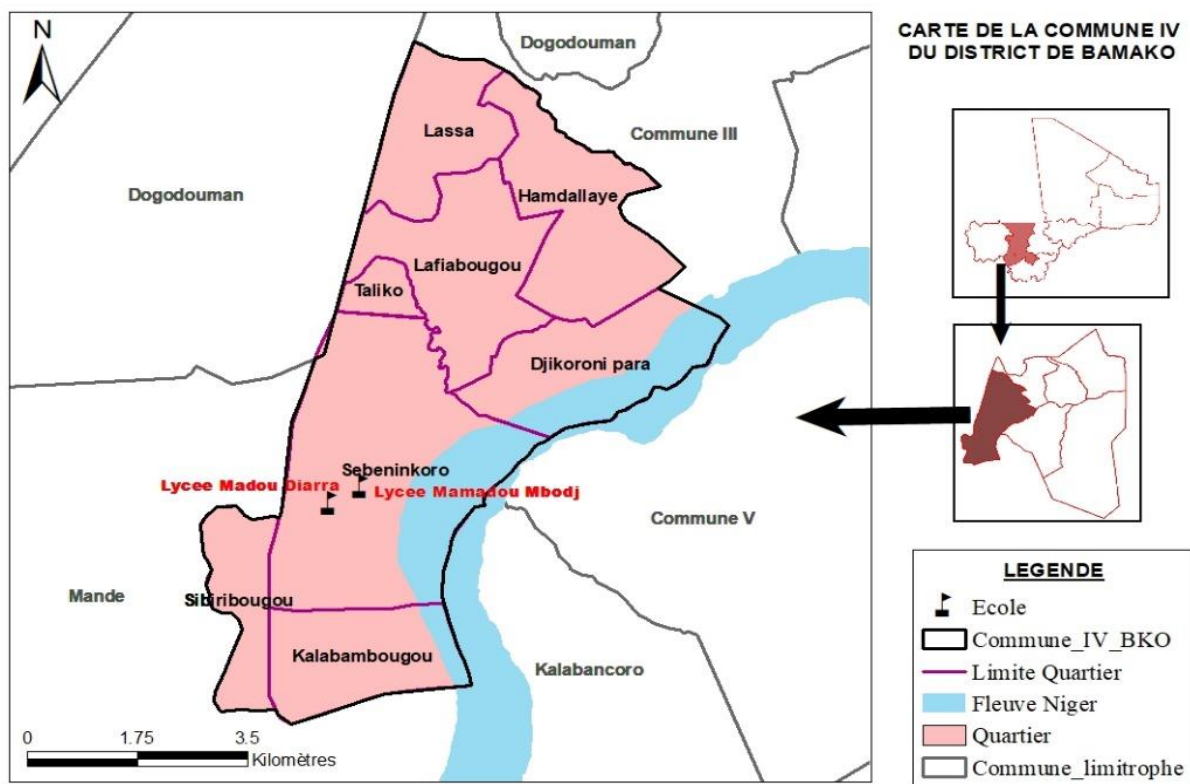 CARTE DE LA COMMUNE IV
DU DISTRICT DE BAMAKO
N
Dogodouman
Lassa
Commune III
Dogodouman
Hamdallaye
Lafiabougou
Taliko
Djikoroni para
Sebeninkoro
Lycee Madou Diarra
Lycee Mamadou Mbodj
Commune V
Mande
Sibiribougou
Kalabambougou
Kalabancoro
0 1.75 3.5
Kilomètres
LEGENDE
Ecole
Commune_IV_BKO
Limite Quartier
Fleuve Niger
Quartier
Commune_limitrophe